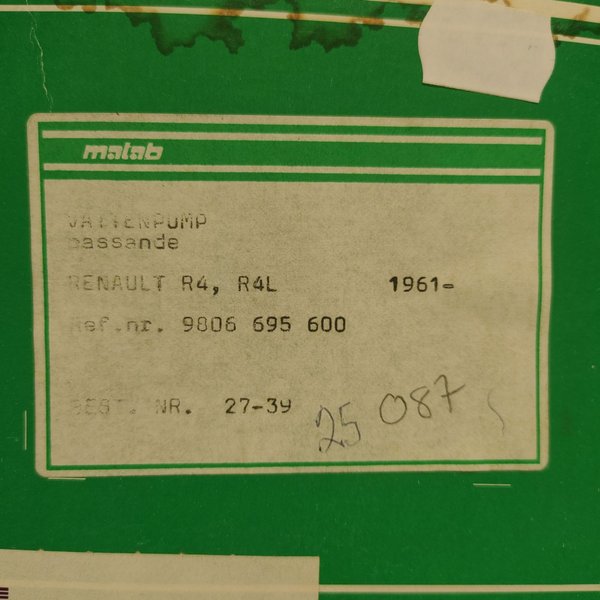 malab
VATTENPUMP
passande
RENAULT R4, R4L 1961-
Ref.nr. 9806 695 600
BEST. NR. 27-39
25 087